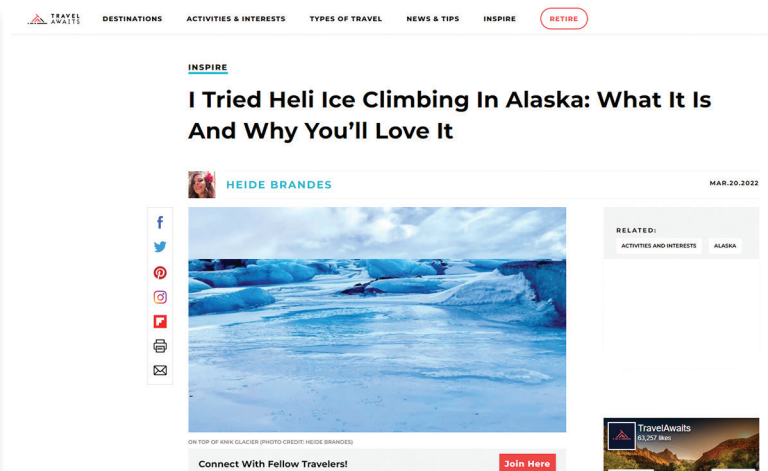 TRAVEL
AWAITS
DESTINATIONS
ACTIVITIES & INTERESTS
TYPES OF TRAVEL
NEWS & TIPS
INSPIRE
RETIRE
INSPIRE
I Tried Heli Ice Climbing In Alaska: What It Is
And Why You'll Love It
HEIDE BRANDES
MAR.20.2022
RELATED:
ACTIVITIES AND INTERESTS
ALASKA
ON TOP OF KNIK GLACIER (PHOTO CREDIT: HEIDE BRANDES)
Connect With Fellow Travelers!
Join Here
TravelAwaits
63,257 likes